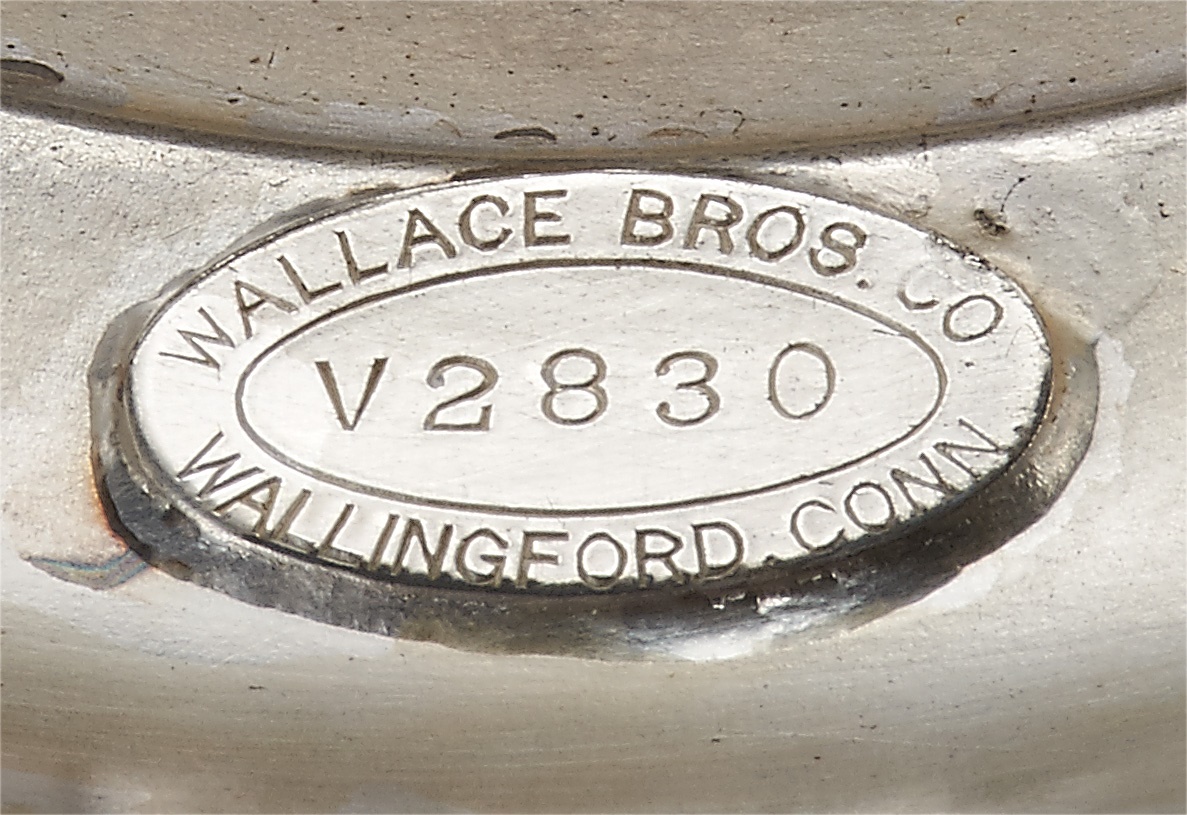 WALLACE BROS. CO.
V2830
WALLINGFORD. CONN